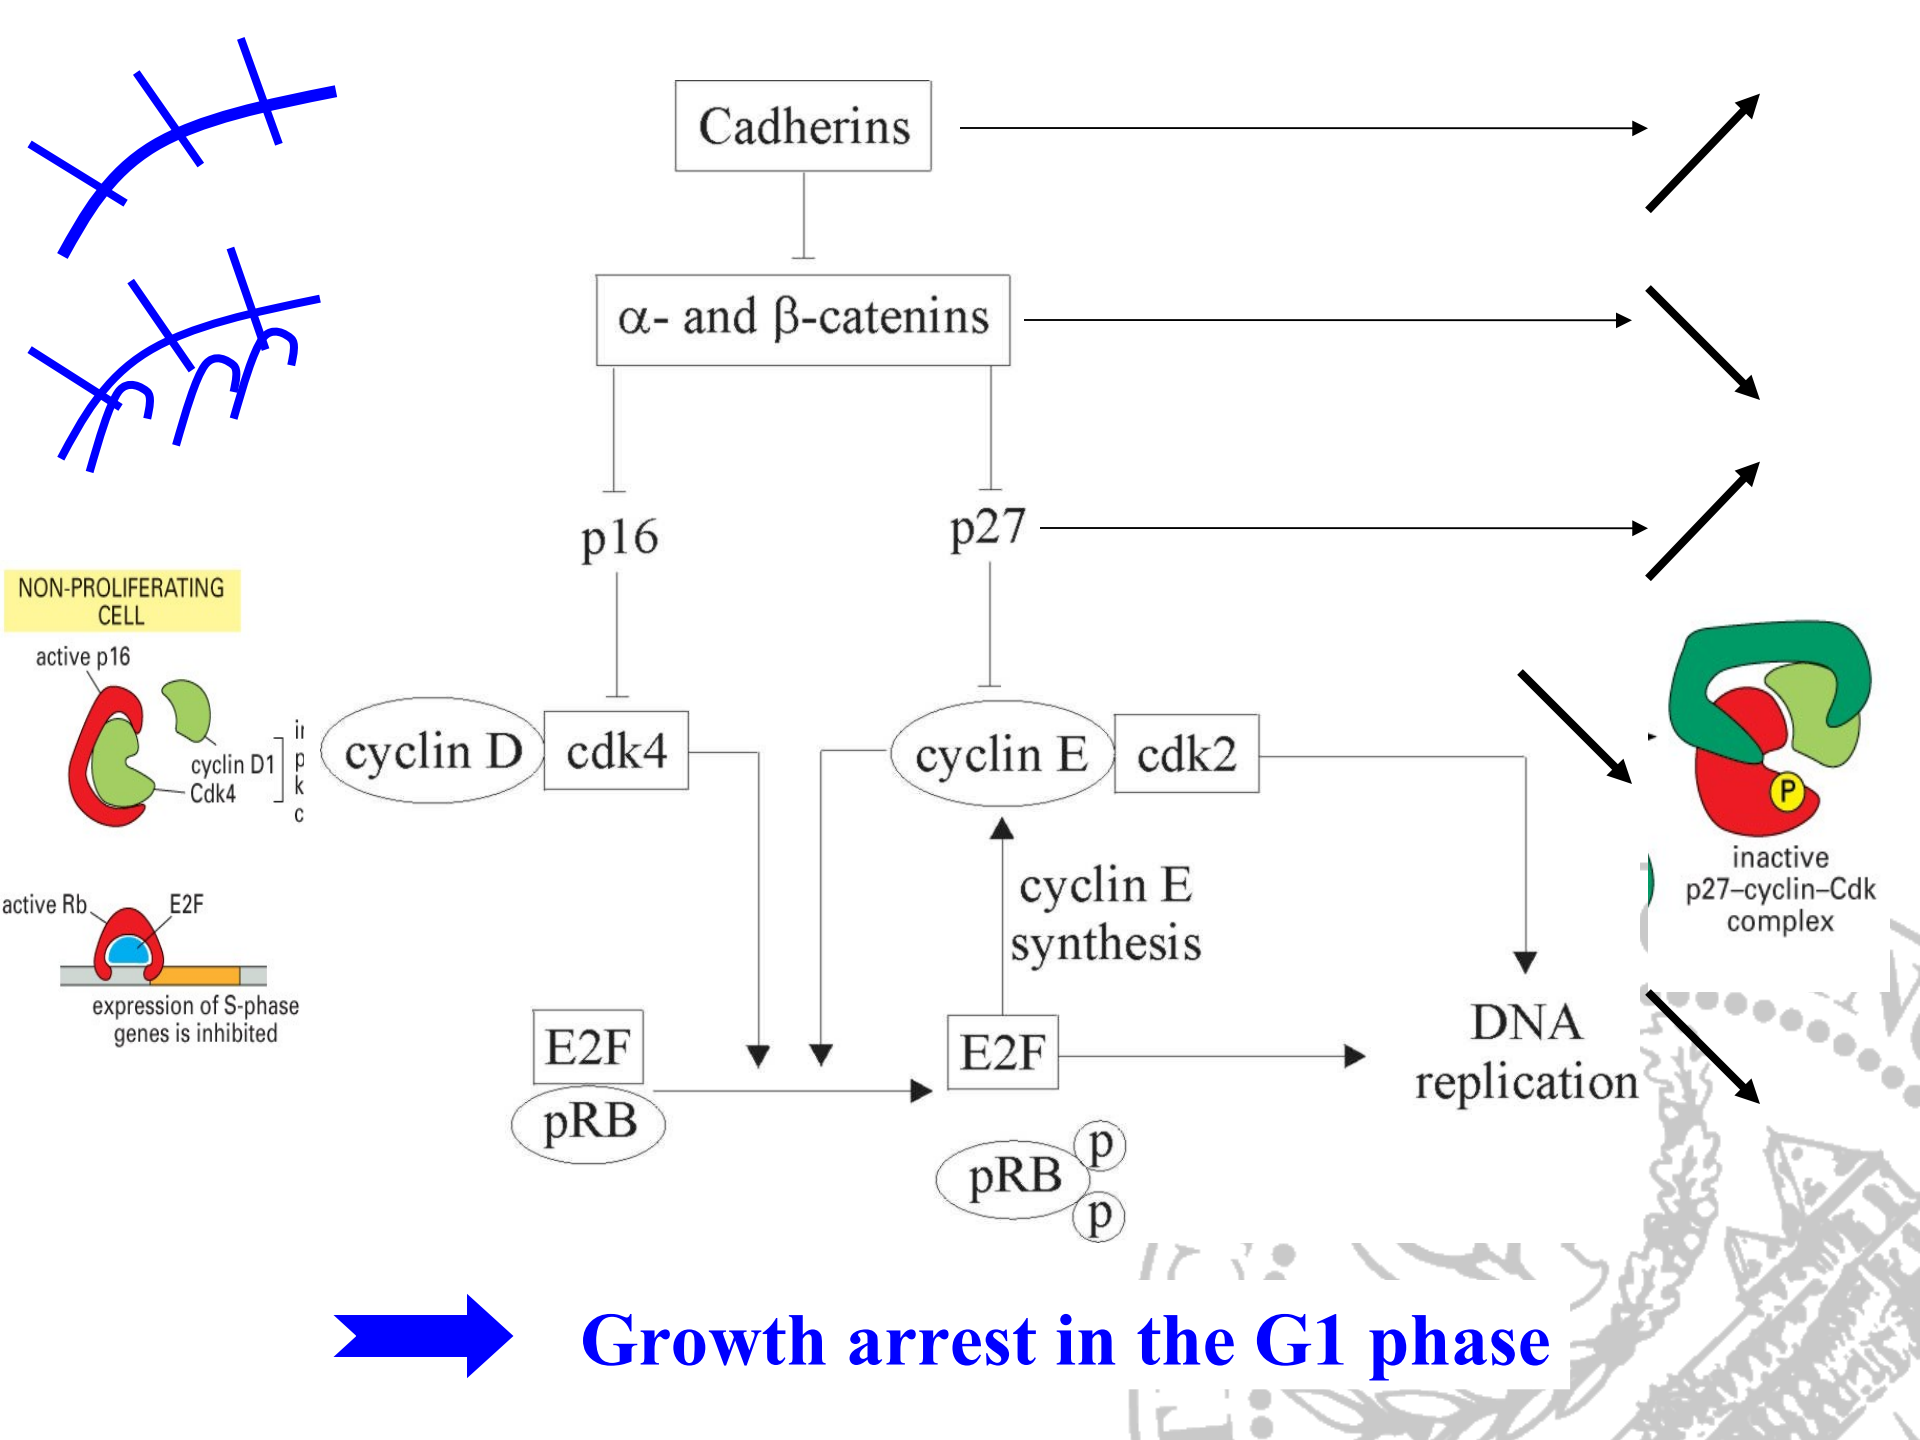 Cadherins
α- and β-catenins
p16
p27
NON-PROLIFERATING
CELL
active p16
cyclin D1
Cdk4
p
k
c
cyclin D
cdk4
cyclin E
cdk2
P
inactive
p27–cyclin–Cdk
complex
cyclin E
synthesis
active Rb
E2F
expression of S-phase
genes is inhibited
E2F
pRB
E2F
DNA
replication
pRB
p
p
Growth arrest in the G1 phase